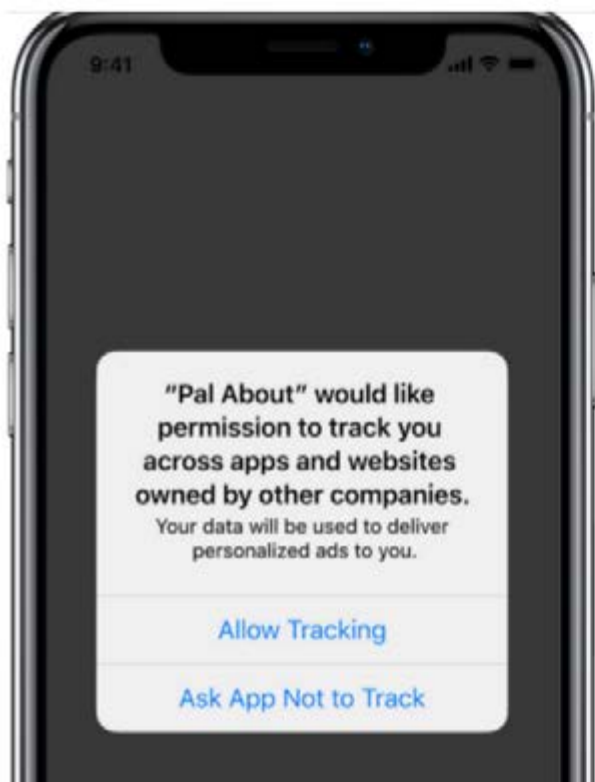 9:41
"Pal About" would like
permission to track you
across apps and websites
owned by other companies.
Your data will be used to deliver
personalized ads to you.
Allow Tracking
Ask App Not to Track